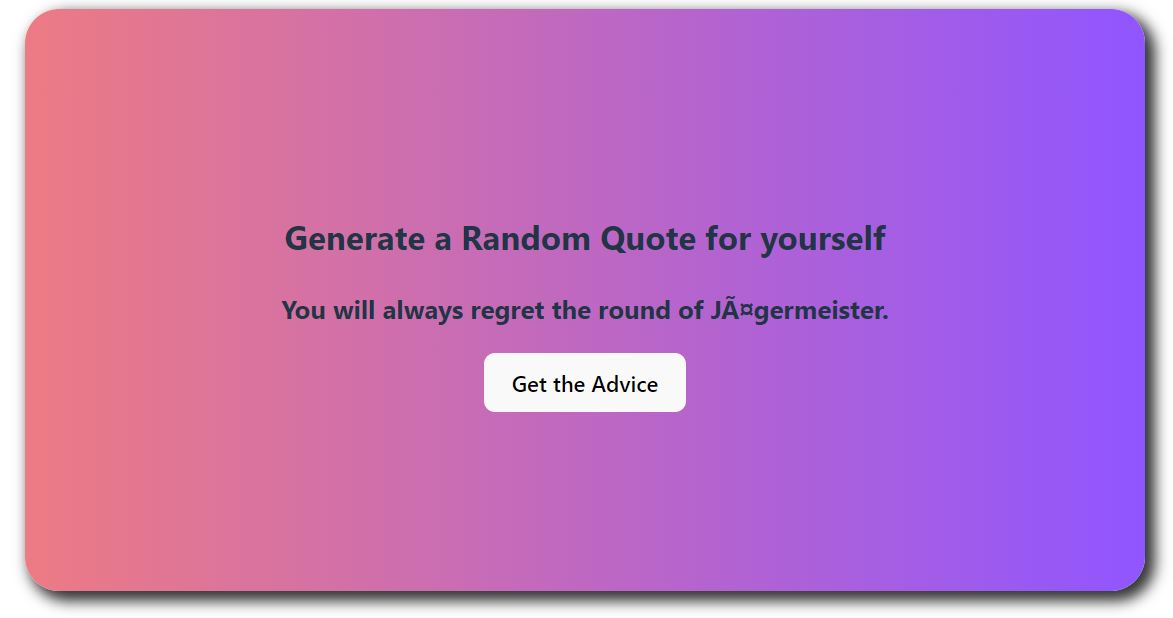 Generate a Random Quote for yourself
You will always regret the round of JÃ¤germeister.
Get the Advice